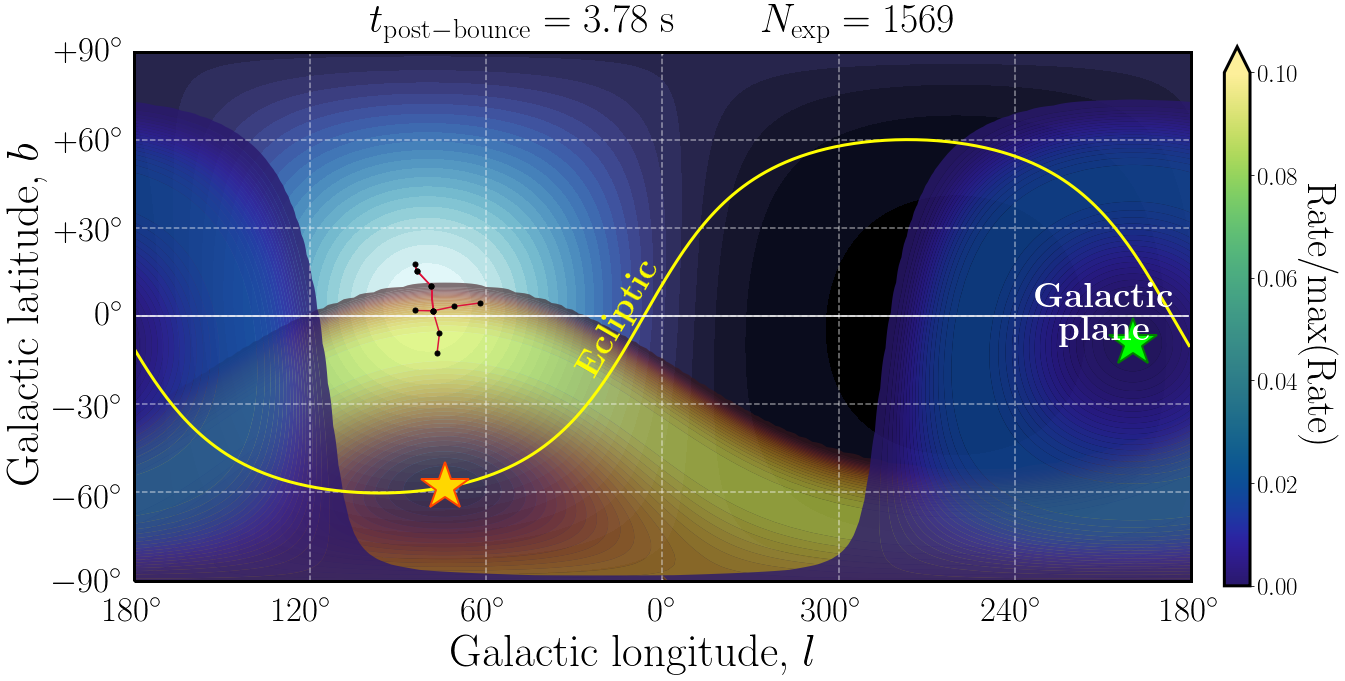 t_post−bounce = 3.78 s N_exp = 1569
+90°
+60°
+30°
0°
−30°
−60°
−90°
Galactic latitude, b
Ecliptic
Galactic
plane
180° 120° 60° 0° 300° 240° 180°
Galactic longitude, l
0.10
0.08
0.06
0.04
0.02
0.00
Rate/max(Rate)